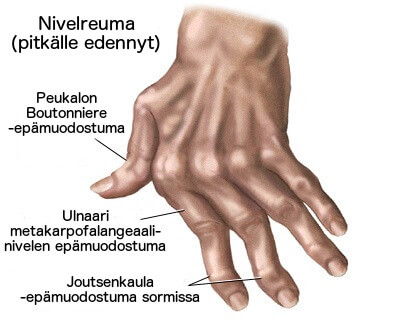 Nivelreuma
(pitkälle edennyt)
Peukalon
Boutonniere
-epämuodostuma
Ulnaari
metakarpofalangeaali-
nivelen epämuodostuma
Joutsenkaula
-epämuodostuma sormissa